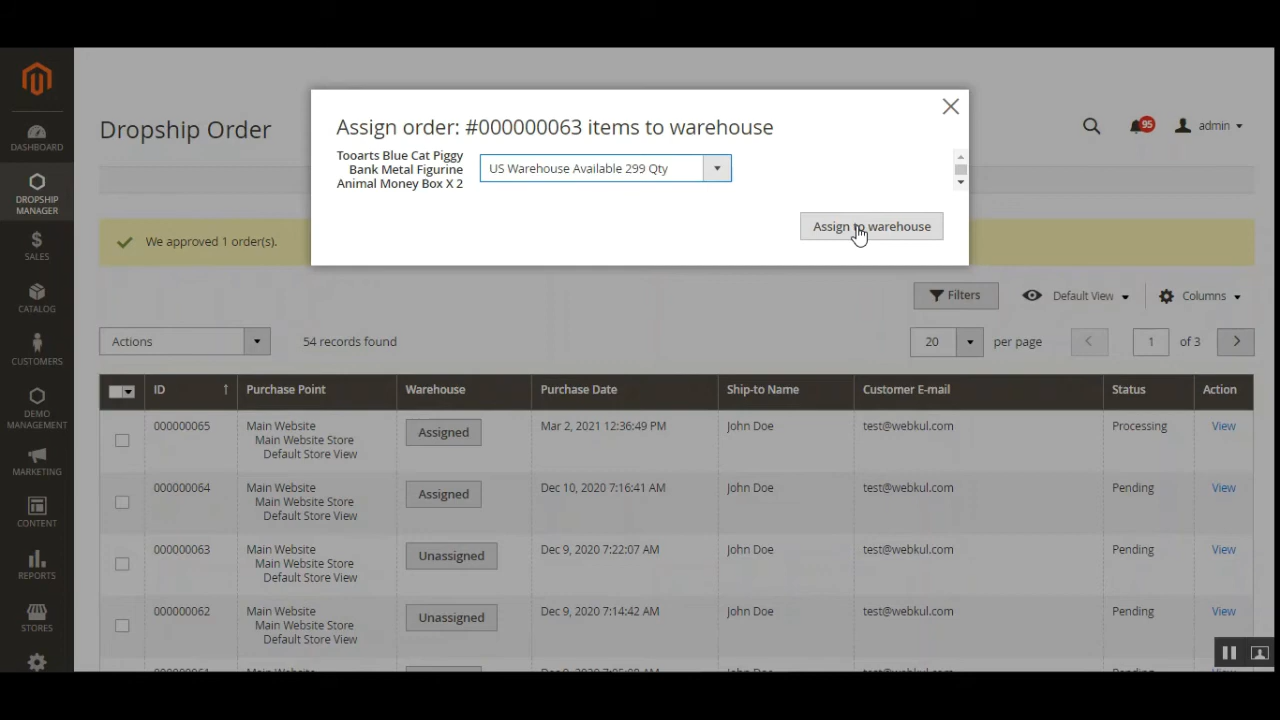 Assign order: #000000063 items to warehouse
Tooarts Blue Cat Piggy
Bank Metal Figurine
Animal Money Box X 2
US Warehouse Available 299 Qty
Assign to warehouse
DASHBOARD
DROPSHIP
MANAGER
SALES
CATALOG
CUSTOMERS
DEMO
MANAGEMENT
MARKETING
CONTENT
REPORTS
STORES
Dropship Order
95
admin
We approved 1 order(s).
Filters
Default View
Columns
Actions
54 records found
20
per page
1
of 3
ID Purchase Point Warehouse Purchase Date Ship-to Name Customer E-mail Status Action
000000065 Main Website Assigned Mar 2, 2021 12:36:49 PM John Doe test@webkul.com Processing View
Main Website Store
Default Store View
000000064 Main Website Assigned Dec 10, 2020 7:16:41 AM John Doe test@webkul.com Pending View
Main Website Store
Default Store View
000000063 Main Website Unassigned Dec 9, 2020 7:22:07 AM John Doe test@webkul.com Pending View
Main Website Store
Default Store View
000000062 Main Website Unassigned Dec 9, 2020 7:14:42 AM John Doe test@webkul.com Pending View
Main Website Store
Default Store View